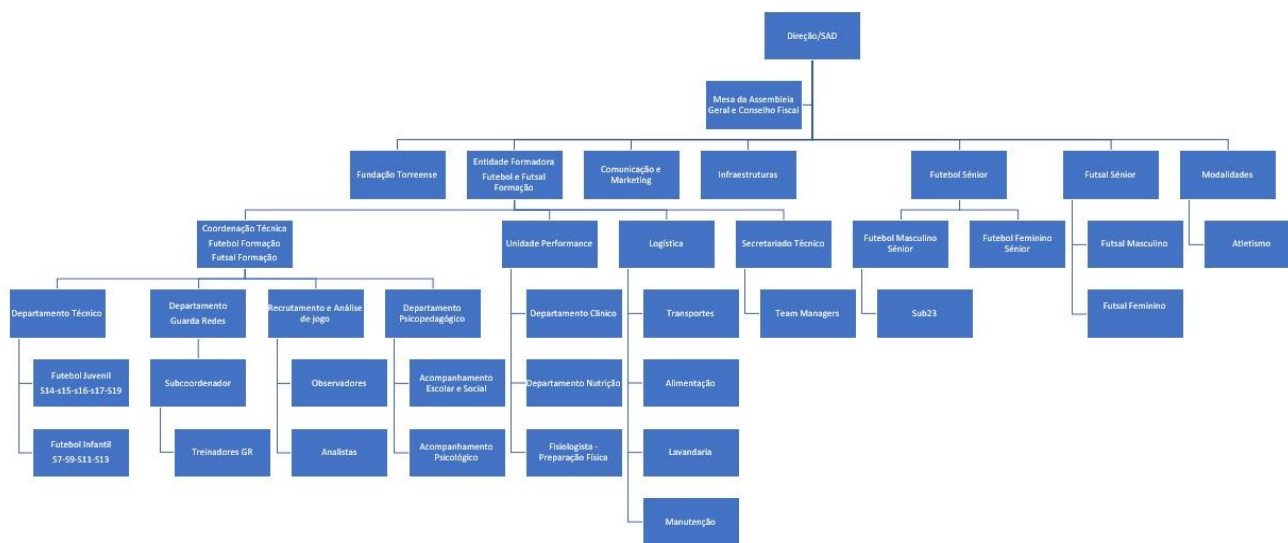 Direção/SAD
Mesa da Assembleia
Geral e Conselho Fiscal
Fundação Torreense
Entidade Formadora
Futebol e Futsal
Formação
Comunicação e
Marketing
Infraestruturas
Futebol Sénior
Futsal Sénior
Modalidades
Coordenação Técnica
Futebol Formação
Futsal Formação
Unidade Performance
Logística
Secretariado Técnico
Futebol Masculino
Sénior
Futebol Feminino
Sénior
Futsal Masculino
Atletismo
Departamento Técnico
Departamento
Guarda Redes
Recrutamento e Análise
de jogo
Departamento
Psicopedagógico
Departamento Clínico
Transportes
Team Managers
Sub23
Futsal Feminino
Futebol Juvenil
S14-s15-s16-s17-S19
Subcoordenador
Observadores
Acompanhamento
Escolar e Social
Departamento Nutrição
Alimentação
Futebol Infantil
S7-S9-S11-S13
Treinadores GR
Analistas
Acompanhamento
Psicológico
Fisiologista -
Preparação Física
Lavandaria
Manutenção